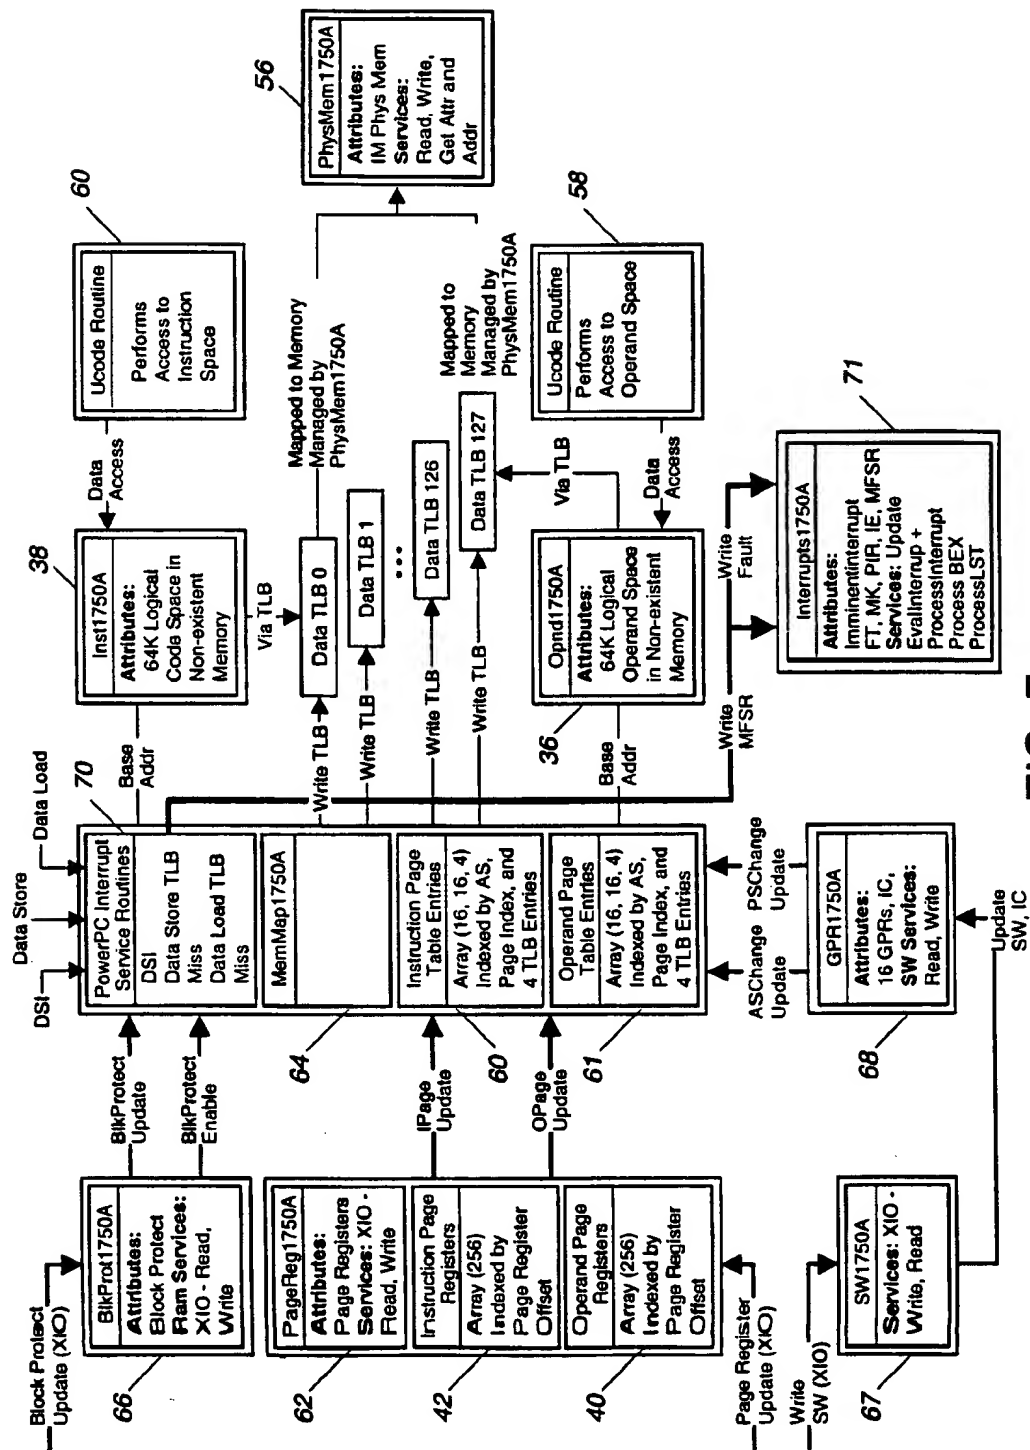 Block Protect
Update (XIO)
66
BlkProt1750A
Attributes:
Block Protect
Ram Services:
XIO - Read,
Write
BlkProtect
Update
BlkProtect
Enable
62
PageReg1750A
Attributes:
Page Registers
Services: XIO -
Read, Write
42
Instruction Page
Registers
Array (256)
Indexed by
Page Register
Offset
40
Operand Page
Registers
Array (256)
Indexed by
Page Register
Offset
Page Register
Update (XIO)
IPage
Update
OPage
Update
Write
SW (XIO)
67
SW1750A
Services: XIO -
Write, Read
Update
SW, IC
DSI
Data Store
Data Load
70
PowerPC Interrupt
Service Routines
DSI
Data Store TLB
Miss
Data Load TLB
Miss
64
MemMap1750A
60
Instruction Page
Table Entries
Array (16, 16, 4)
Indexed by AS,
Page Index, and
4 TLB Entries
61
Operand Page
Table Entries
Array (16, 16, 4)
Indexed by AS,
Page Index, and
4 TLB Entries
ASChange
Update
PSChange
Update
68
GPR1750A
Attributes:
16 GPRs, IC,
SW Services:
Read, Write
Base
Addr
38
Inst1750A
Attributes:
64K Logical
Code Space in
Non-existent
Memory
Data
Access
60
Ucode Routine
Performs
Access to
Instruction
Space
Via TLB
Write TLB
Data TLB 0
Write TLB
Data TLB 1
...
Write TLB
Data TLB 126
Write TLB
Data TLB 127
Mapped to Memory
Managed by
PhysMem1750A
Mapped to
Memory
Managed by
PhysMem1750A
56
PhysMem1750A
Attributes:
IM Phys Mem
Services:
Read, Write,
Get Attr and
Addr
Via TLB
Base
Addr
36
Opnd1750A
Attributes:
64K Logical
Operand Space
in Non-existent
Memory
Data
Access
58
Ucode Routine
Performs
Access to
Operand Space
Write
MFSR
Write
Fault
71
Interrupts1750A
Attributes:
ImminentInterrupt
FT, MK, PIR, IE, MFSR
Services: Update
EvalInterrup +
ProcessInterrupt
Process BEX
ProcessLST